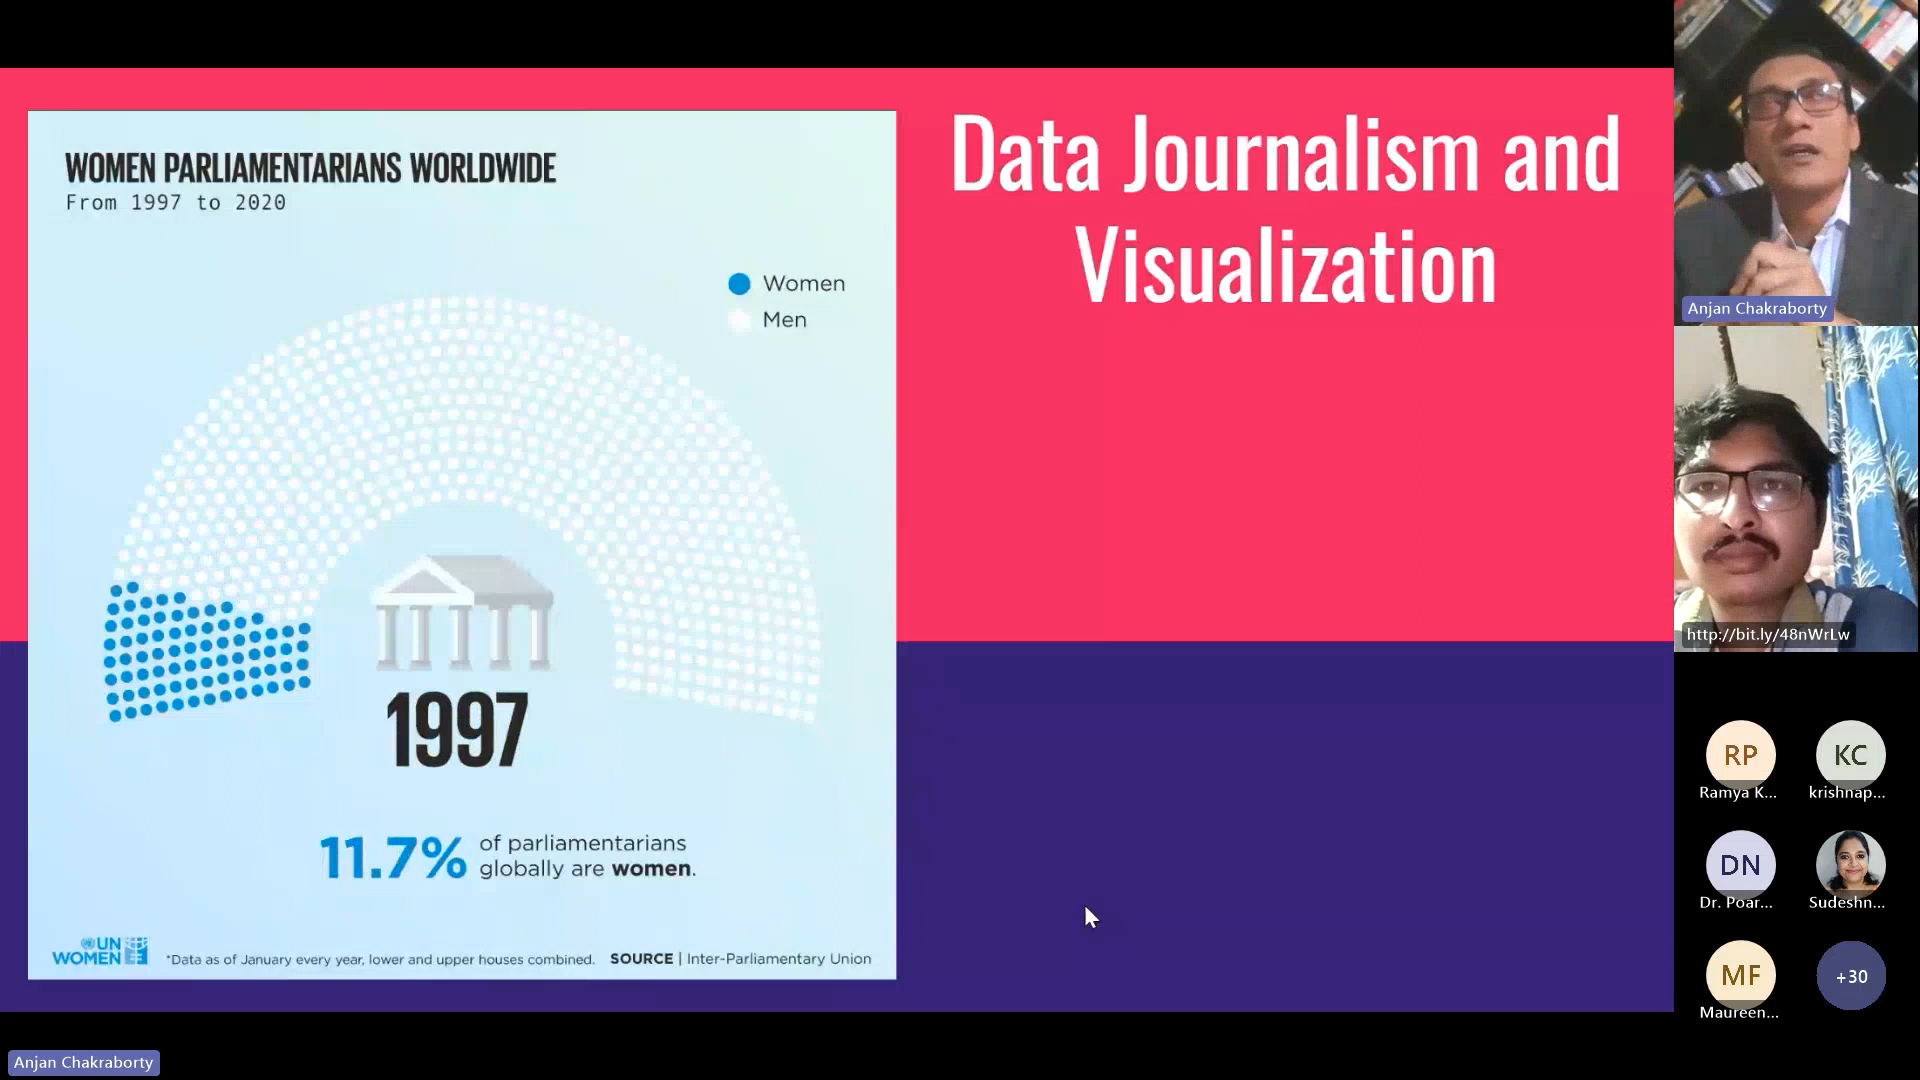 WOMEN PARLIAMENTARIANS WORLDWIDE
From 1997 to 2020
Women
Men
1997
11.7% of parliamentarians
globally are women.
UN
WOMEN
*Data as of January every year, lower and upper houses combined. SOURCE | Inter-Parliamentary Union
Data Journalism and
Visualization
Anjan Chakraborty
http://bit.ly/48nWrLw
RP
Ramya K...
KC
krishnap...
DN
Dr. Poar...
Sudeshn...
MF
Maureen...
+30
Anjan Chakraborty